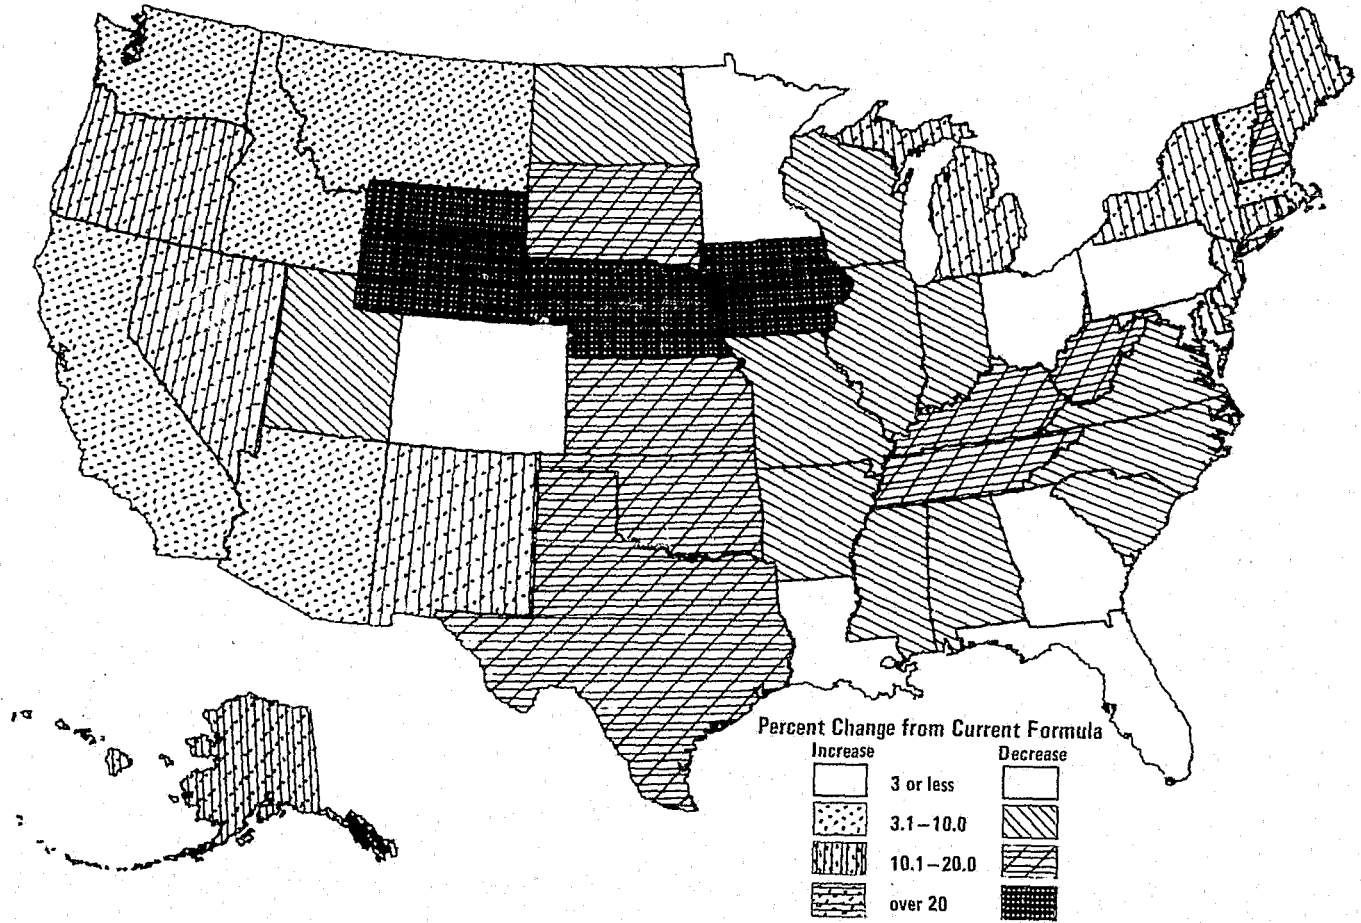 Percent Change from Current Formula
Increase Decrease
3 or less
3.1–10.0
10.1–20.0
over 20